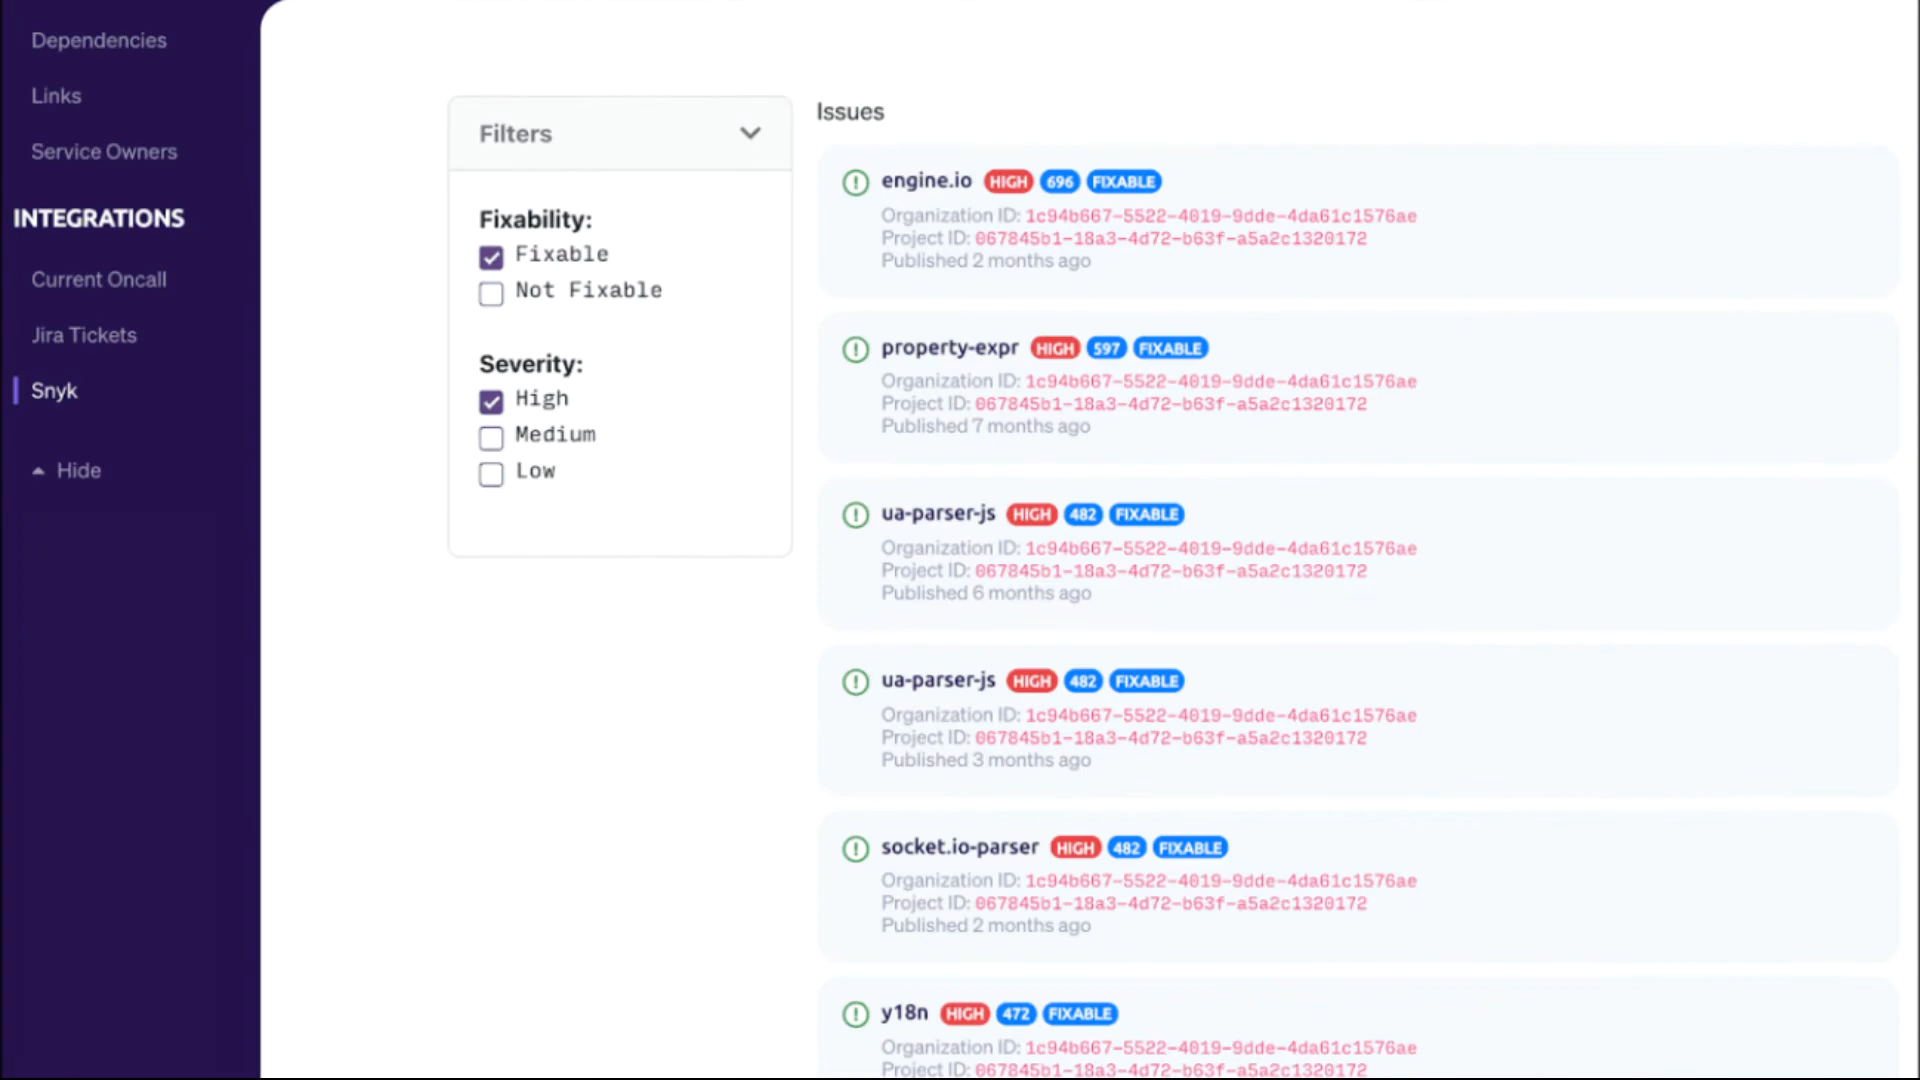 Dependencies
Links
Service Owners
INTEGRATIONS
Current Oncall
Jira Tickets
Snyk
Hide
Filters
Fixability:
Fixable
Not Fixable
Severity:
High
Medium
Low
Issues
engine.io HIGH 696 FIXABLE
Organization ID: 1c94b667-5522-4019-9dde-4da61c1576ae
Project ID: 067845b1-18a3-4d72-b63f-a5a2c1320172
Published 2 months ago
property-expr HIGH 597 FIXABLE
Organization ID: 1c94b667-5522-4019-9dde-4da61c1576ae
Project ID: 067845b1-18a3-4d72-b63f-a5a2c1320172
Published 7 months ago
ua-parser-js HIGH 482 FIXABLE
Organization ID: 1c94b667-5522-4019-9dde-4da61c1576ae
Project ID: 067845b1-18a3-4d72-b63f-a5a2c1320172
Published 6 months ago
ua-parser-js HIGH 482 FIXABLE
Organization ID: 1c94b667-5522-4019-9dde-4da61c1576ae
Project ID: 067845b1-18a3-4d72-b63f-a5a2c1320172
Published 3 months ago
socket.io-parser HIGH 482 FIXABLE
Organization ID: 1c94b667-5522-4019-9dde-4da61c1576ae
Project ID: 067845b1-18a3-4d72-b63f-a5a2c1320172
Published 2 months ago
y18n HIGH 472 FIXABLE
Organization ID: 1c94b667-5522-4019-9dde-4da61c1576ae
Project ID: 067845b1-18a3-4d72-b63f-a5a2c1320172